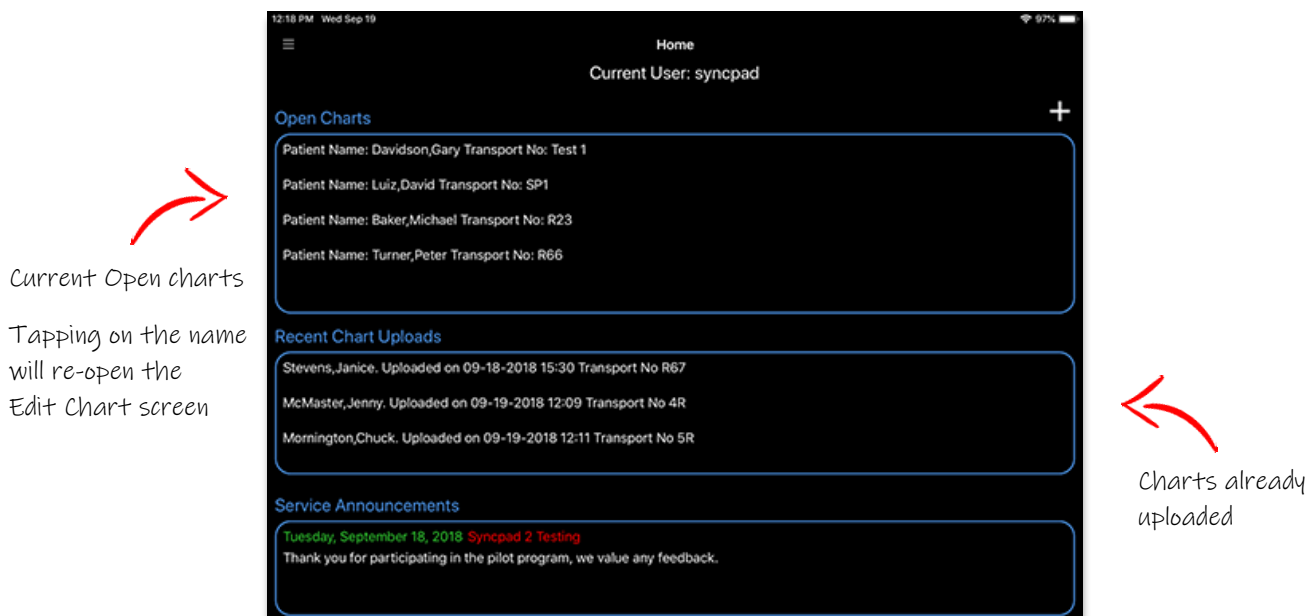 12:18 PM Wed Sep 19
97%
Home
Current User: syncpad
Open Charts
+
Patient Name: Davidson,Gary Transport No: Test 1
Patient Name: Luiz,David Transport No: SP1
Patient Name: Baker,Michael Transport No: R23
Patient Name: Turner,Peter Transport No: R66
Current Open charts
Tapping on the name
will re-open the
Edit Chart screen
Recent Chart Uploads
Stevens,Janice. Uploaded on 09-18-2018 15:30 Transport No R67
McMaster,Jenny. Uploaded on 09-19-2018 12:09 Transport No 4R
Mornington,Chuck. Uploaded on 09-19-2018 12:11 Transport No 5R
Charts already
uploaded
Service Announcements
Tuesday, September 18, 2018 Syncpad 2 Testing
Thank you for participating in the pilot program, we value any feedback.